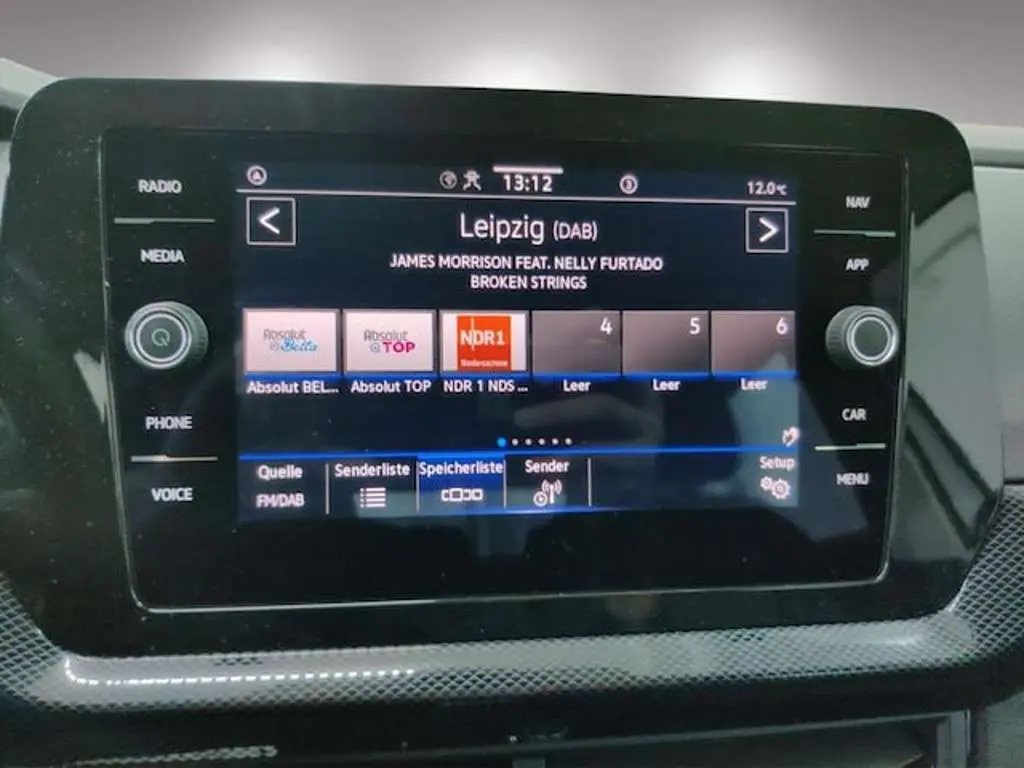 RADIO
MEDIA
PHONE
VOICE
13:12
12.0°C
Leipzig (DAB)
JAMES MORRISON FEAT. NELLY FURTADO
BROKEN STRINGS
Absolut Bella
Absolut TOP
NDR1 Niedersachsen
4
5
6
Absolut BEL...
Absolut TOP
NDR 1 NDS ...
Leer
Leer
Leer
Quelle
FM/DAB
Senderliste
Speicherliste
Sender
Setup
NAV
APP
CAR
MENU